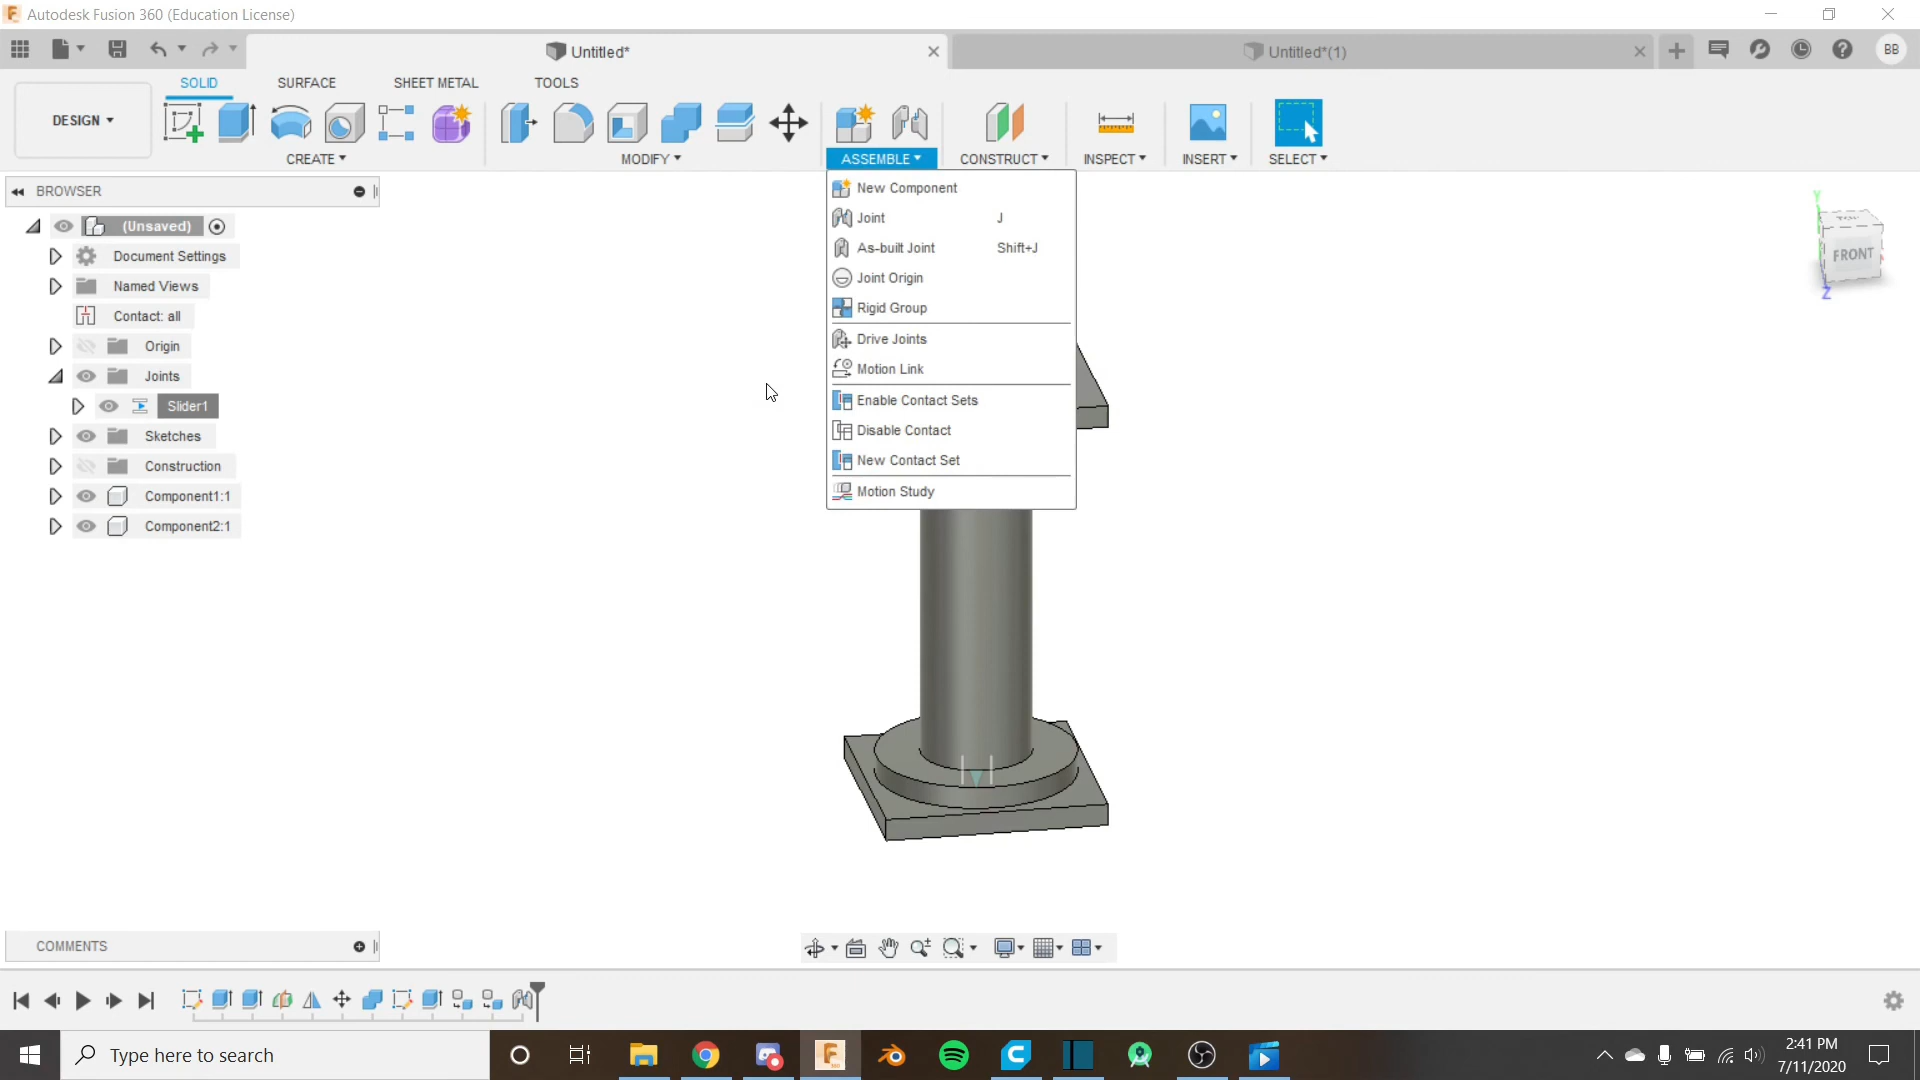 Autodesk Fusion 360 (Education License)
Untitled*
Untitled*(1)
BB
SOLID
SURFACE
SHEET METAL
TOOLS
DESIGN
CREATE
MODIFY
ASSEMBLE
CONSTRUCT
INSPECT
INSERT
SELECT
BROWSER
(Unsaved)
Document Settings
Named Views
Contact: all
Origin
Joints
Slider1
Sketches
Construction
Component1:1
Component2:1
New Component
Joint J
As-built Joint Shift+J
Joint Origin
Rigid Group
Drive Joints
Motion Link
Enable Contact Sets
Disable Contact
New Contact Set
Motion Study
Y
TOP
FRONT
Z
COMMENTS
Type here to search
2:41 PM
7/11/2020